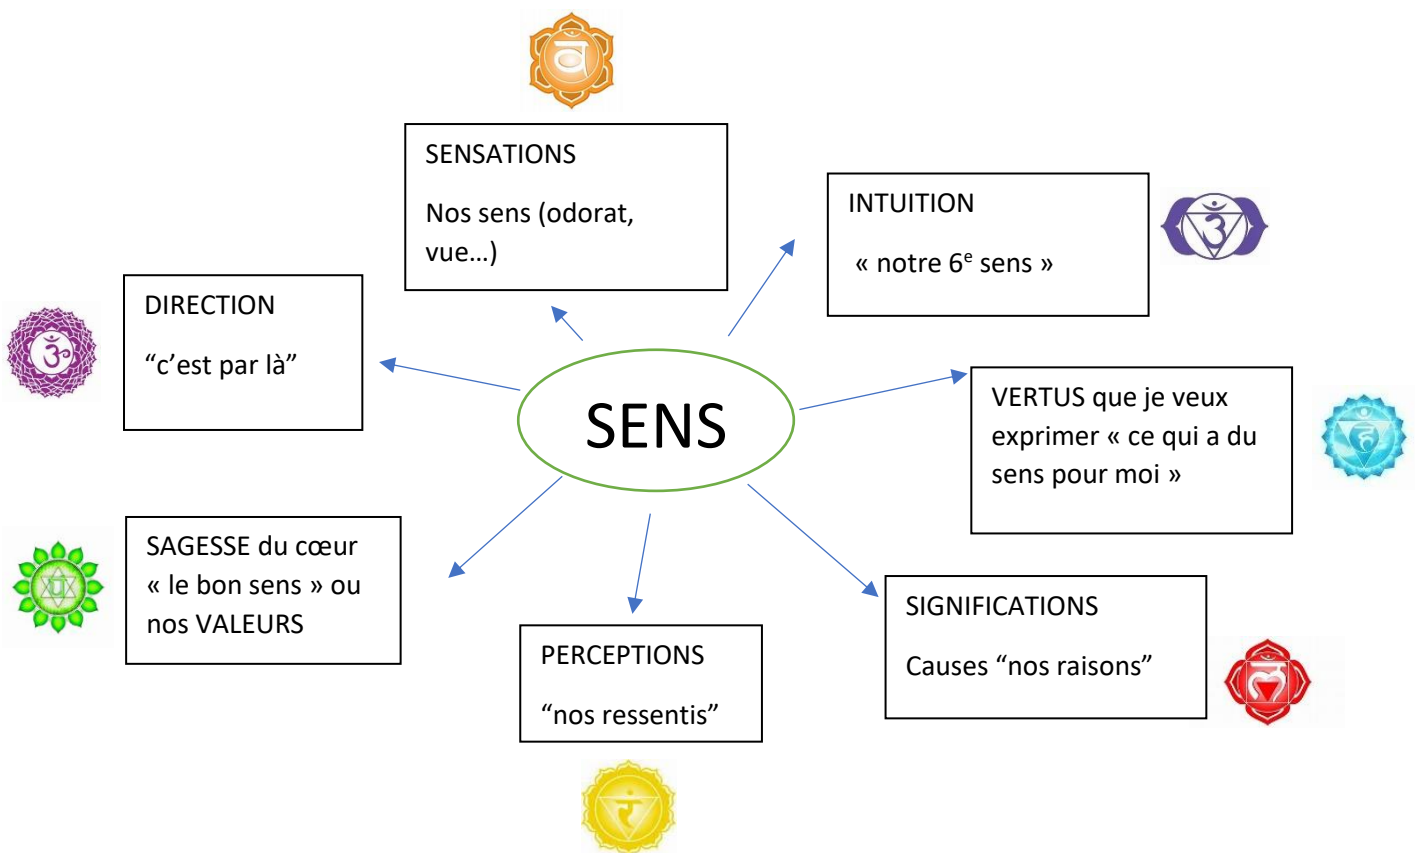 SENSATIONS
Nos sens (odorat,
vue…)
INTUITION
« notre 6e sens »
DIRECTION
“c’est par là”
SENS
VERTUS que je veux
exprimer « ce qui a du
sens pour moi »
SAGESSE du cœur
« le bon sens » ou
nos VALEURS
SIGNIFICATIONS
Causes “nos raisons”
PERCEPTIONS
“nos ressentis”
वं
ॐ
ॐ
हं
यं
लं
रं